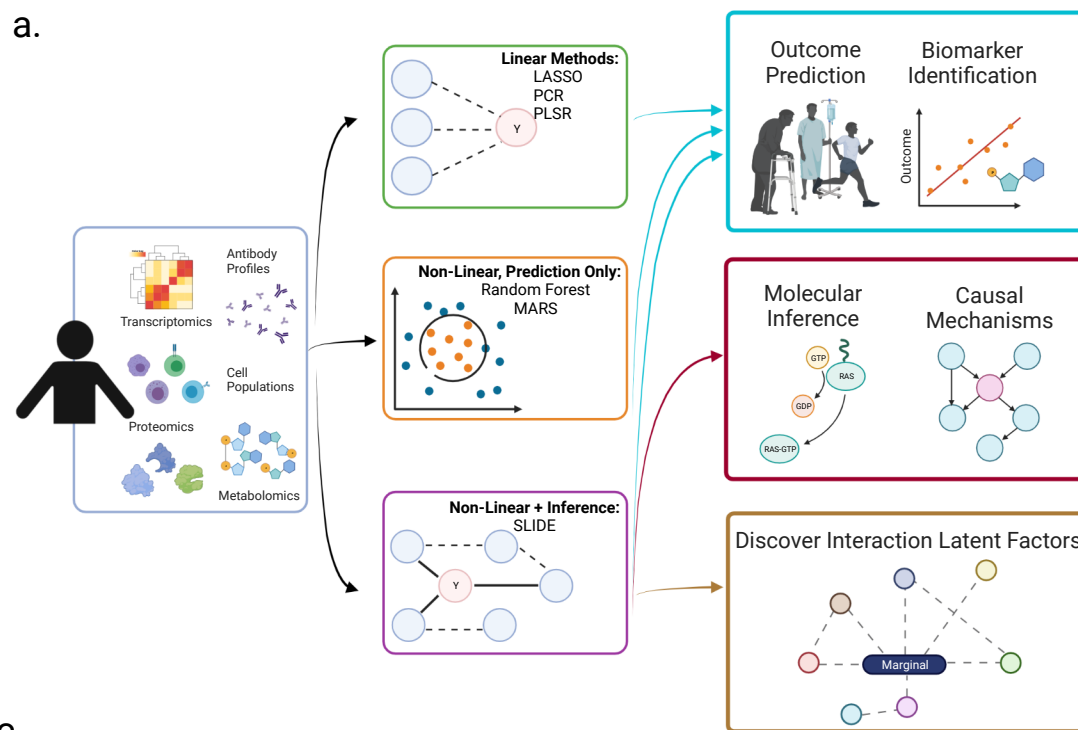 a.
Antibody
Profiles
Transcriptomics
Cell
Populations
Proteomics
Metabolomics
Linear Methods:
LASSO
PCR
PLSR
Y
Non-Linear, Prediction Only:
Random Forest
MARS
Non-Linear + Inference:
SLIDE
Y
Outcome
Prediction
Biomarker
Identification
Outcome
Molecular
Inference
GTP
RAS
GDP
RAS-GTP
Causal
Mechanisms
Discover Interaction Latent Factors
Marginal